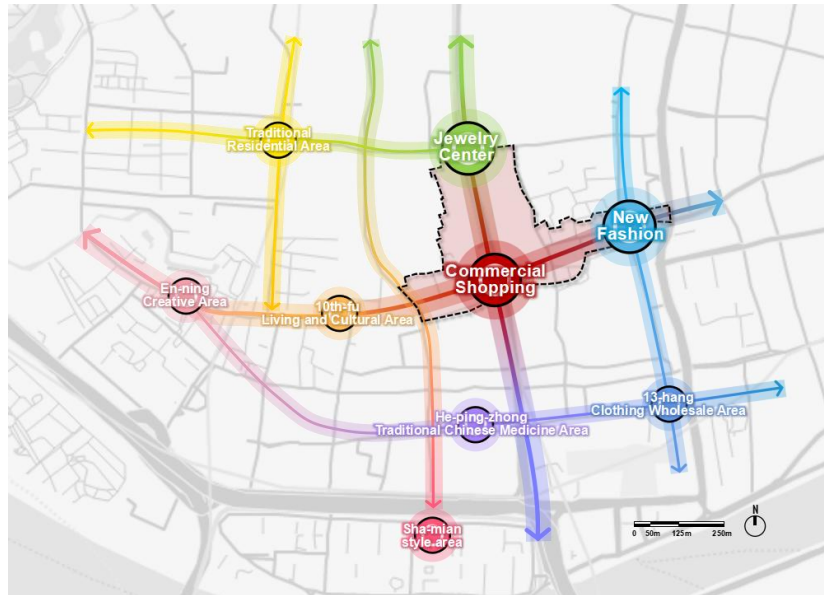 Traditional
Residential Area
Jewelry
Center
New
Fashion
Commercial
Shopping
En-ning
Creative Area
10th-fu
Living and Cultural Area
13-hang
Clothing Wholesale Area
He-ping-zhong
Traditional Chinese Medicine Area
Sha-mian
style area
N
0 50m 125m 250m